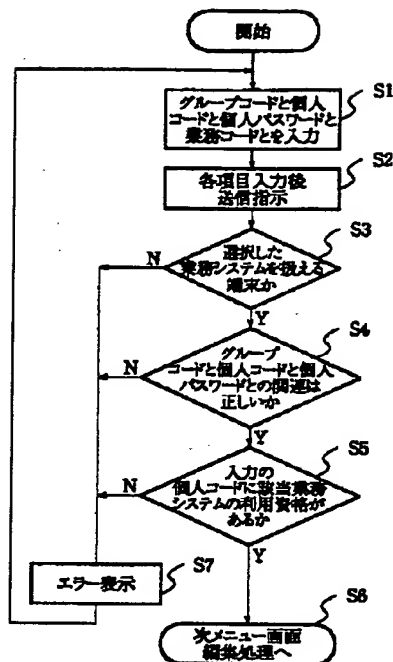 開始
S1
グループコードと個人
コードと個人パスワードと
業務コードとを入力
S2
各項目入力後
送信指示
S3
選択した
業務システムを扱える
端末か
N
Y
S4
グループ
コードと個人コードと個人
パスワードとの関連は
正しいか
N
Y
S5
入力の
個人コードに該当業務
システムの利用資格が
あるか
N
Y
S7
エラー表示
S6
次メニュー画面
編集処理へ